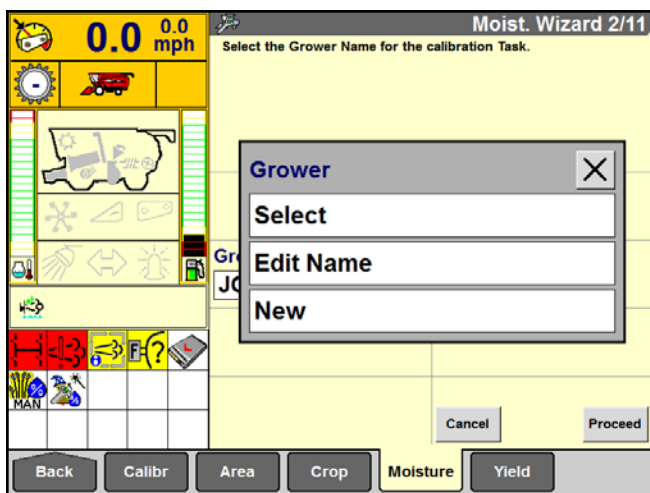 0.0 0.0 mph
Moist. Wizard 2/11
Select the Grower Name for the calibration Task.
Grower
Select
Edit Name
New
Gr
JO
F ?
MAN %
%
Cancel
Proceed
Back
Calibr
Area
Crop
Moisture
Yield